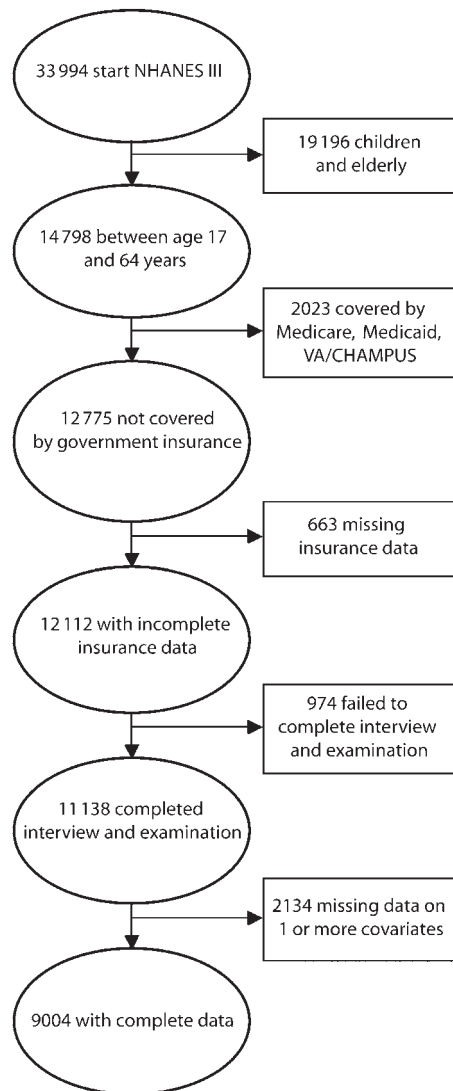 33 994 start NHANES III
19 196 children
and elderly
14 798 between age 17
and 64 years
2023 covered by
Medicare, Medicaid,
VA/CHAMPUS
12 775 not covered
by government insurance
663 missing
insurance data
12 112 with incomplete
insurance data
974 failed to
complete interview
and examination
11 138 completed
interview and examination
2134 missing data on
1 or more covariates
9004 with complete data